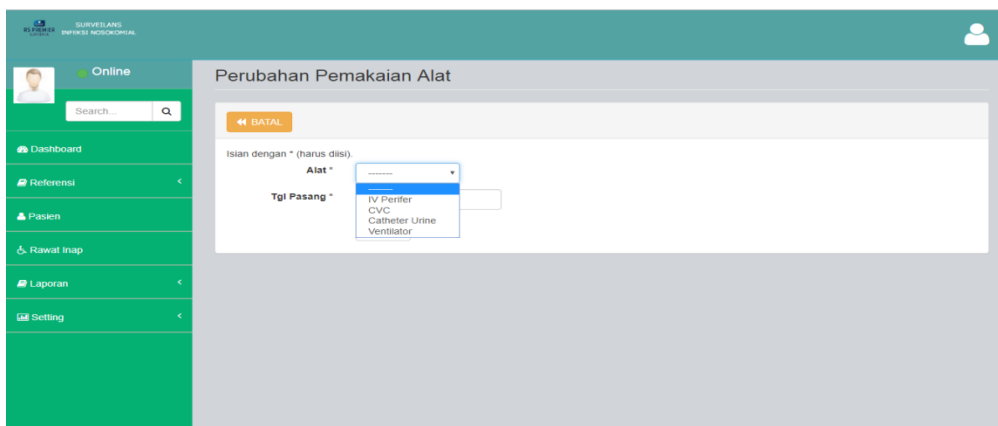 SURVEILANS
INFEKSI NOSOKOMIAL
Online
Search...
Dashboard
Referensi
Pasien
Rawat Inap
Laporan
Setting
Perubahan Pemakaian Alat
BATAL
Isian dengan * (harus diisi).
Alat *
--------
Tgl Pasang *
--------
IV Perifer
CVC
Catheter Urine
Ventilator